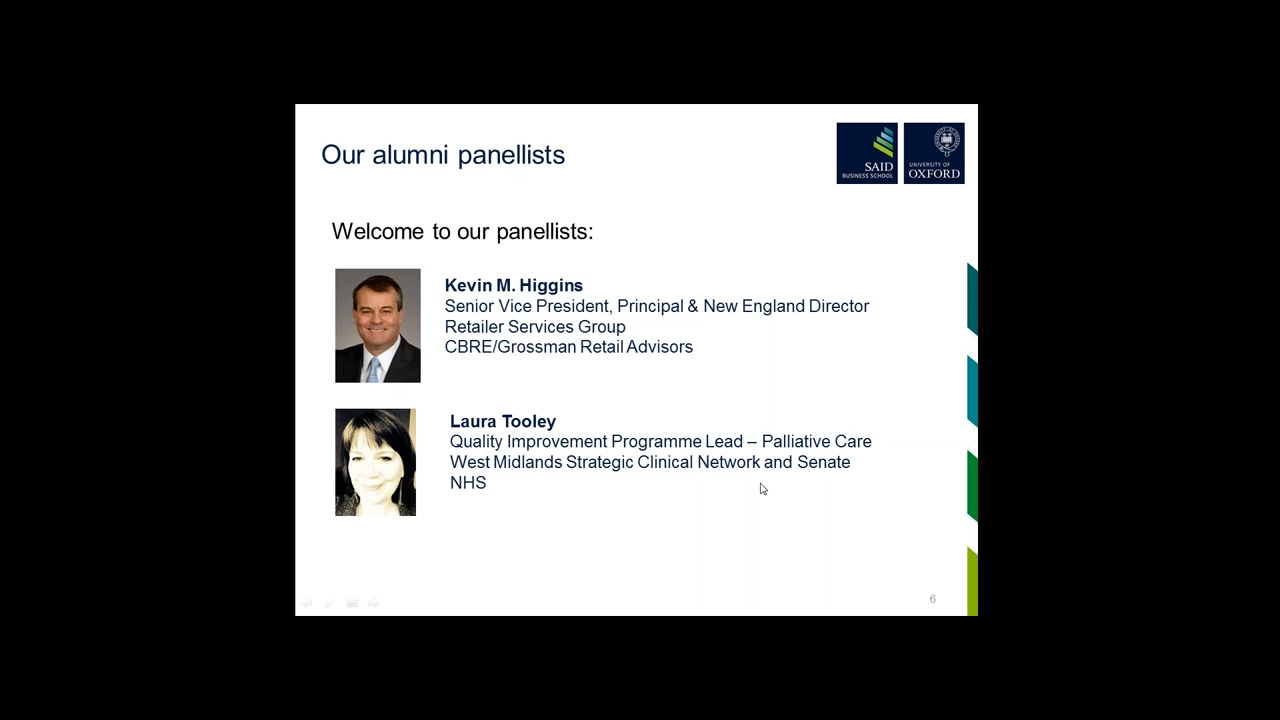 Our alumni panellists
SAID
BUSINESS SCHOOL
UNIVERSITY OF
OXFORD
Welcome to our panellists:
Kevin M. Higgins
Senior Vice President, Principal & New England Director
Retailer Services Group
CBRE/Grossman Retail Advisors
Laura Tooley
Quality Improvement Programme Lead – Palliative Care
West Midlands Strategic Clinical Network and Senate
NHS
6